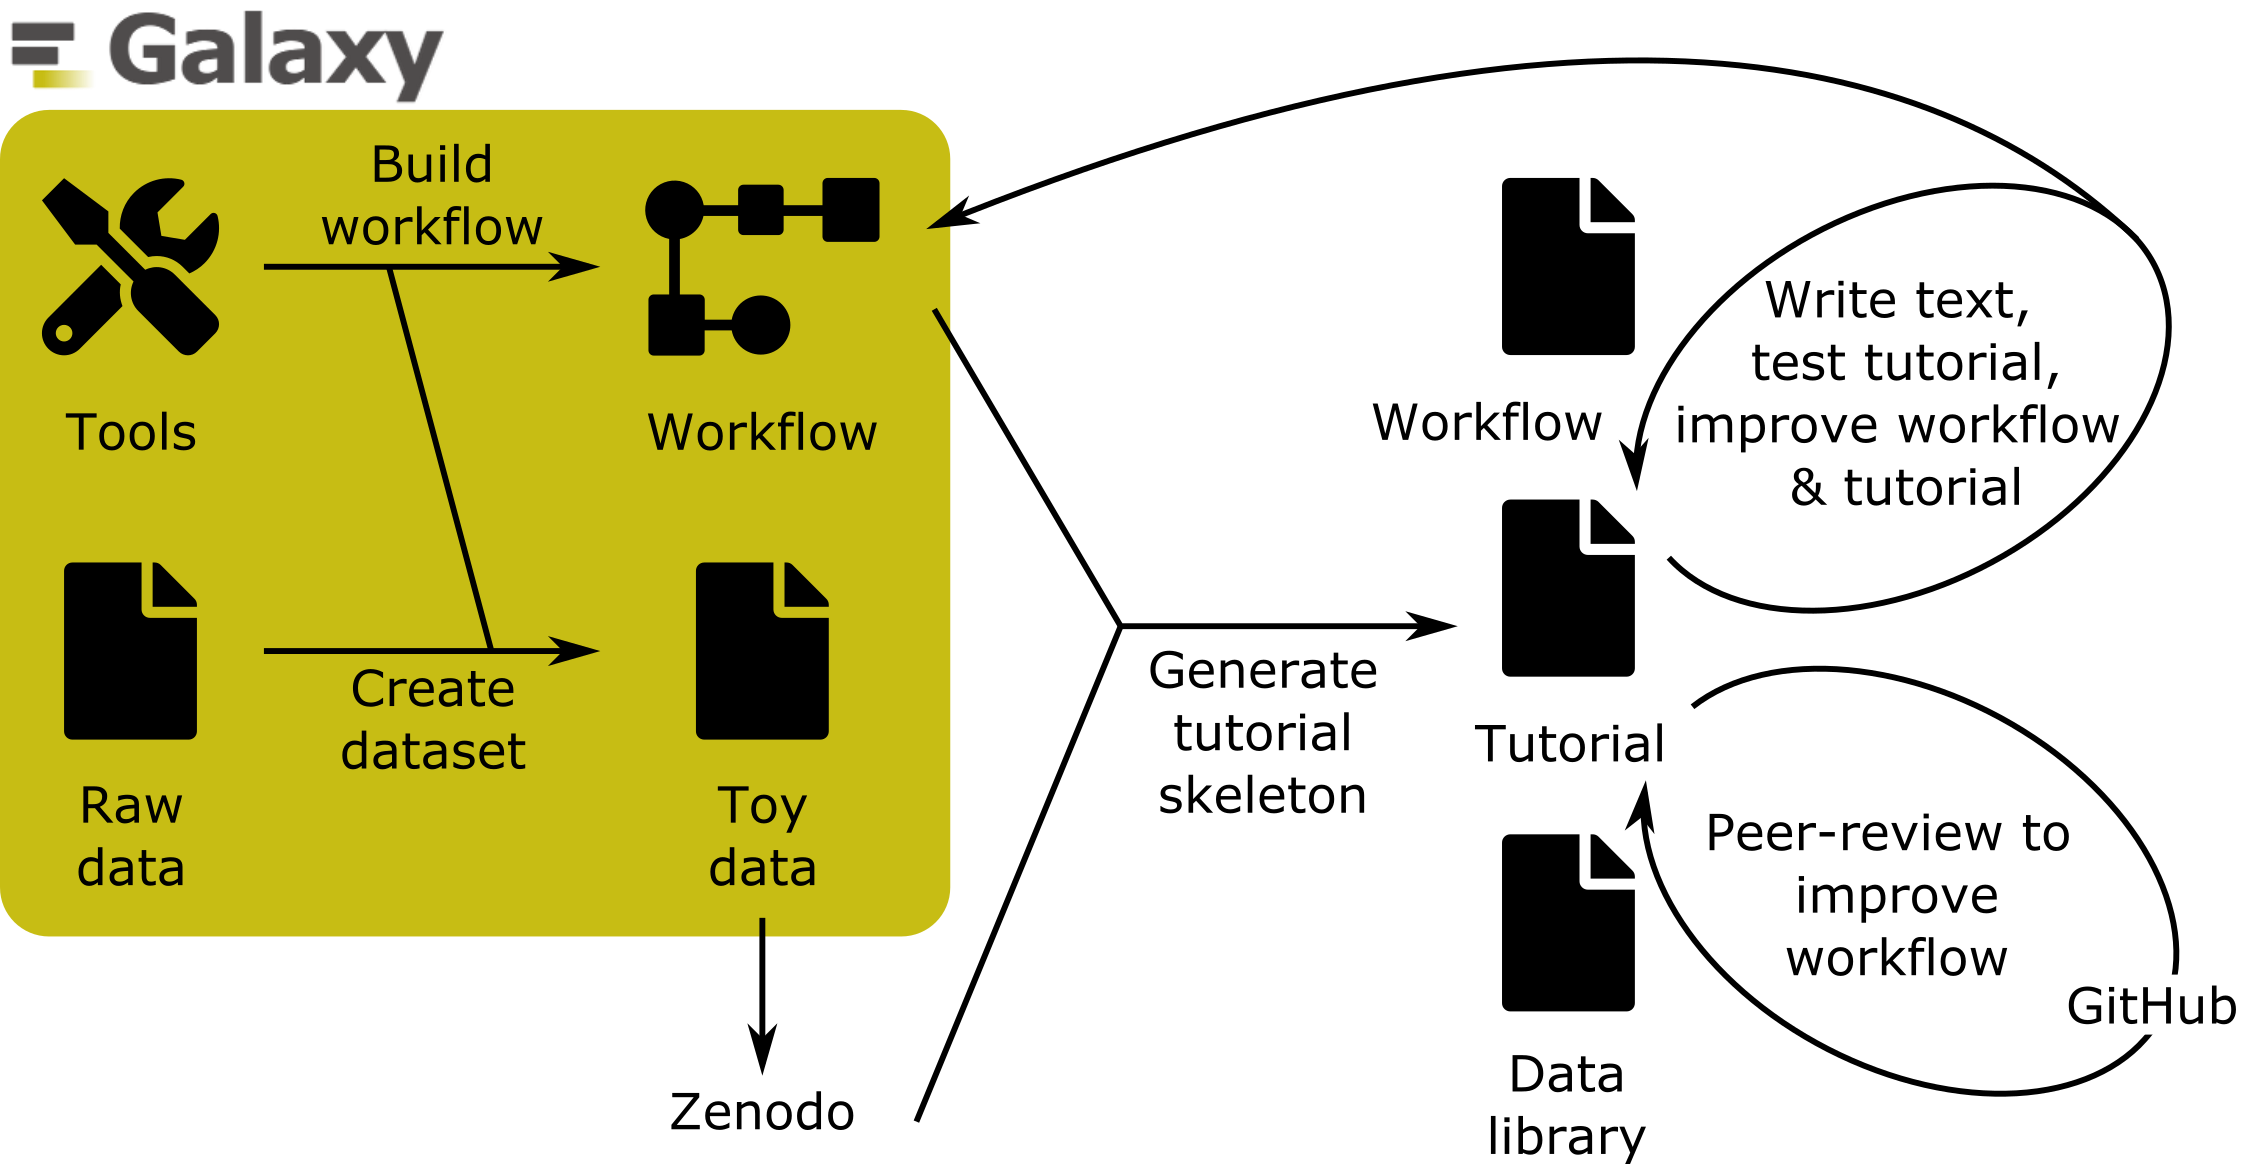 Galaxy
Build
workflow
Tools
Workflow
Create
dataset
Raw
data
Toy
data
Zenodo
Generate
tutorial
skeleton
Workflow
Write text,
test tutorial,
improve workflow
& tutorial
Tutorial
Peer-review to
improve
workflow
GitHub
Data
library